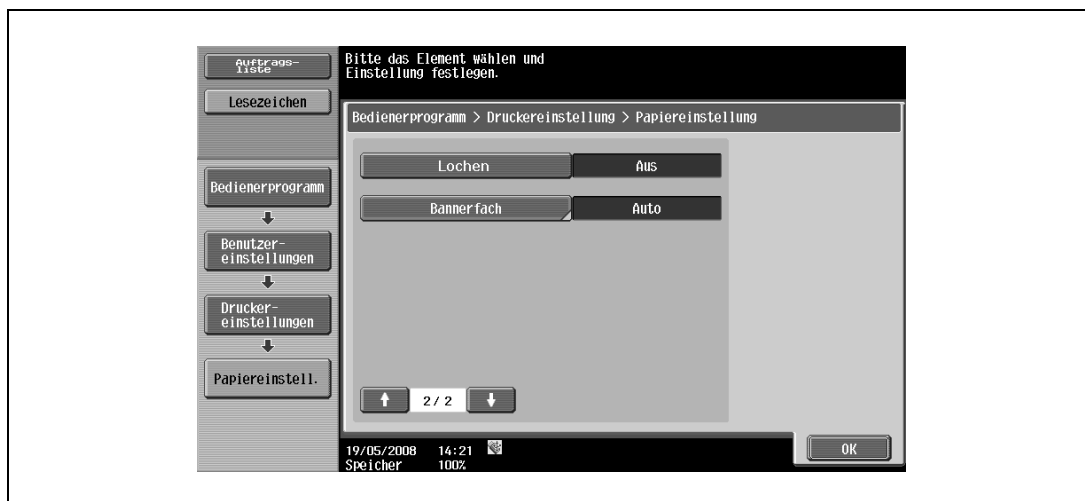 Auftrags-
liste
Lesezeichen
Bitte das Element wählen und
Einstellung festlegen.
Bedienerprogramm > Druckereinstellung > Papiereinstellung
Bedienerprogramm
Benutzer-
einstellungen
Drucker-
einstellungen
Papiereinstell.
Lochen Aus
Bannerfach Auto
2/ 2
19/05/2008 14:21
Speicher 100%
OK